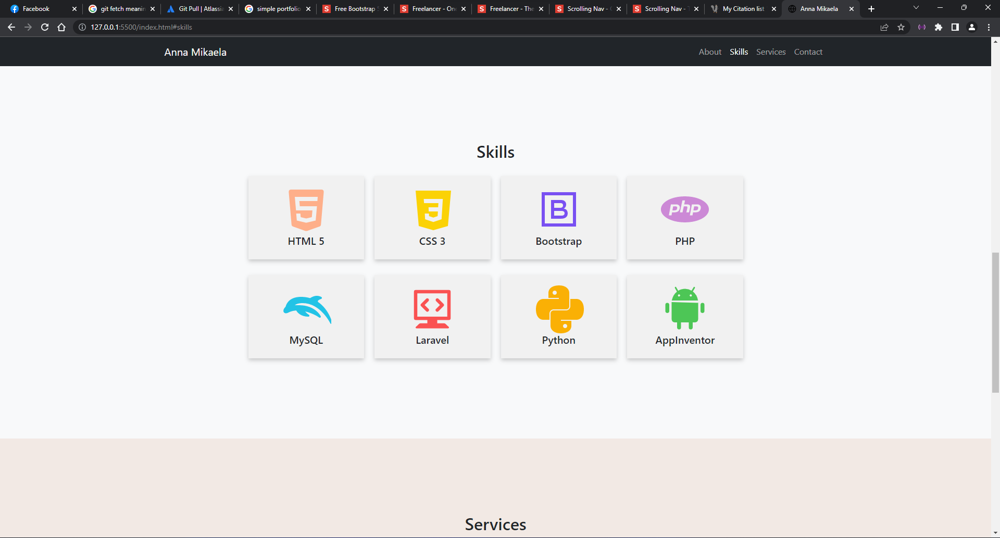 Facebook
git fetch meanin
Git Pull | Atlassia
simple portfolio
Free Bootstrap
Freelancer - On
Freelancer - The
Scrolling Nav -
Scrolling Nav -
My Citation list
Anna Mikaela
127.0.0.1:5500/index.html#skills
Anna Mikaela
About Skills Services Contact
Skills
HTML 5
CSS 3
B
Bootstrap
php
PHP
MySQL
Laravel
Python
AppInventor
Services